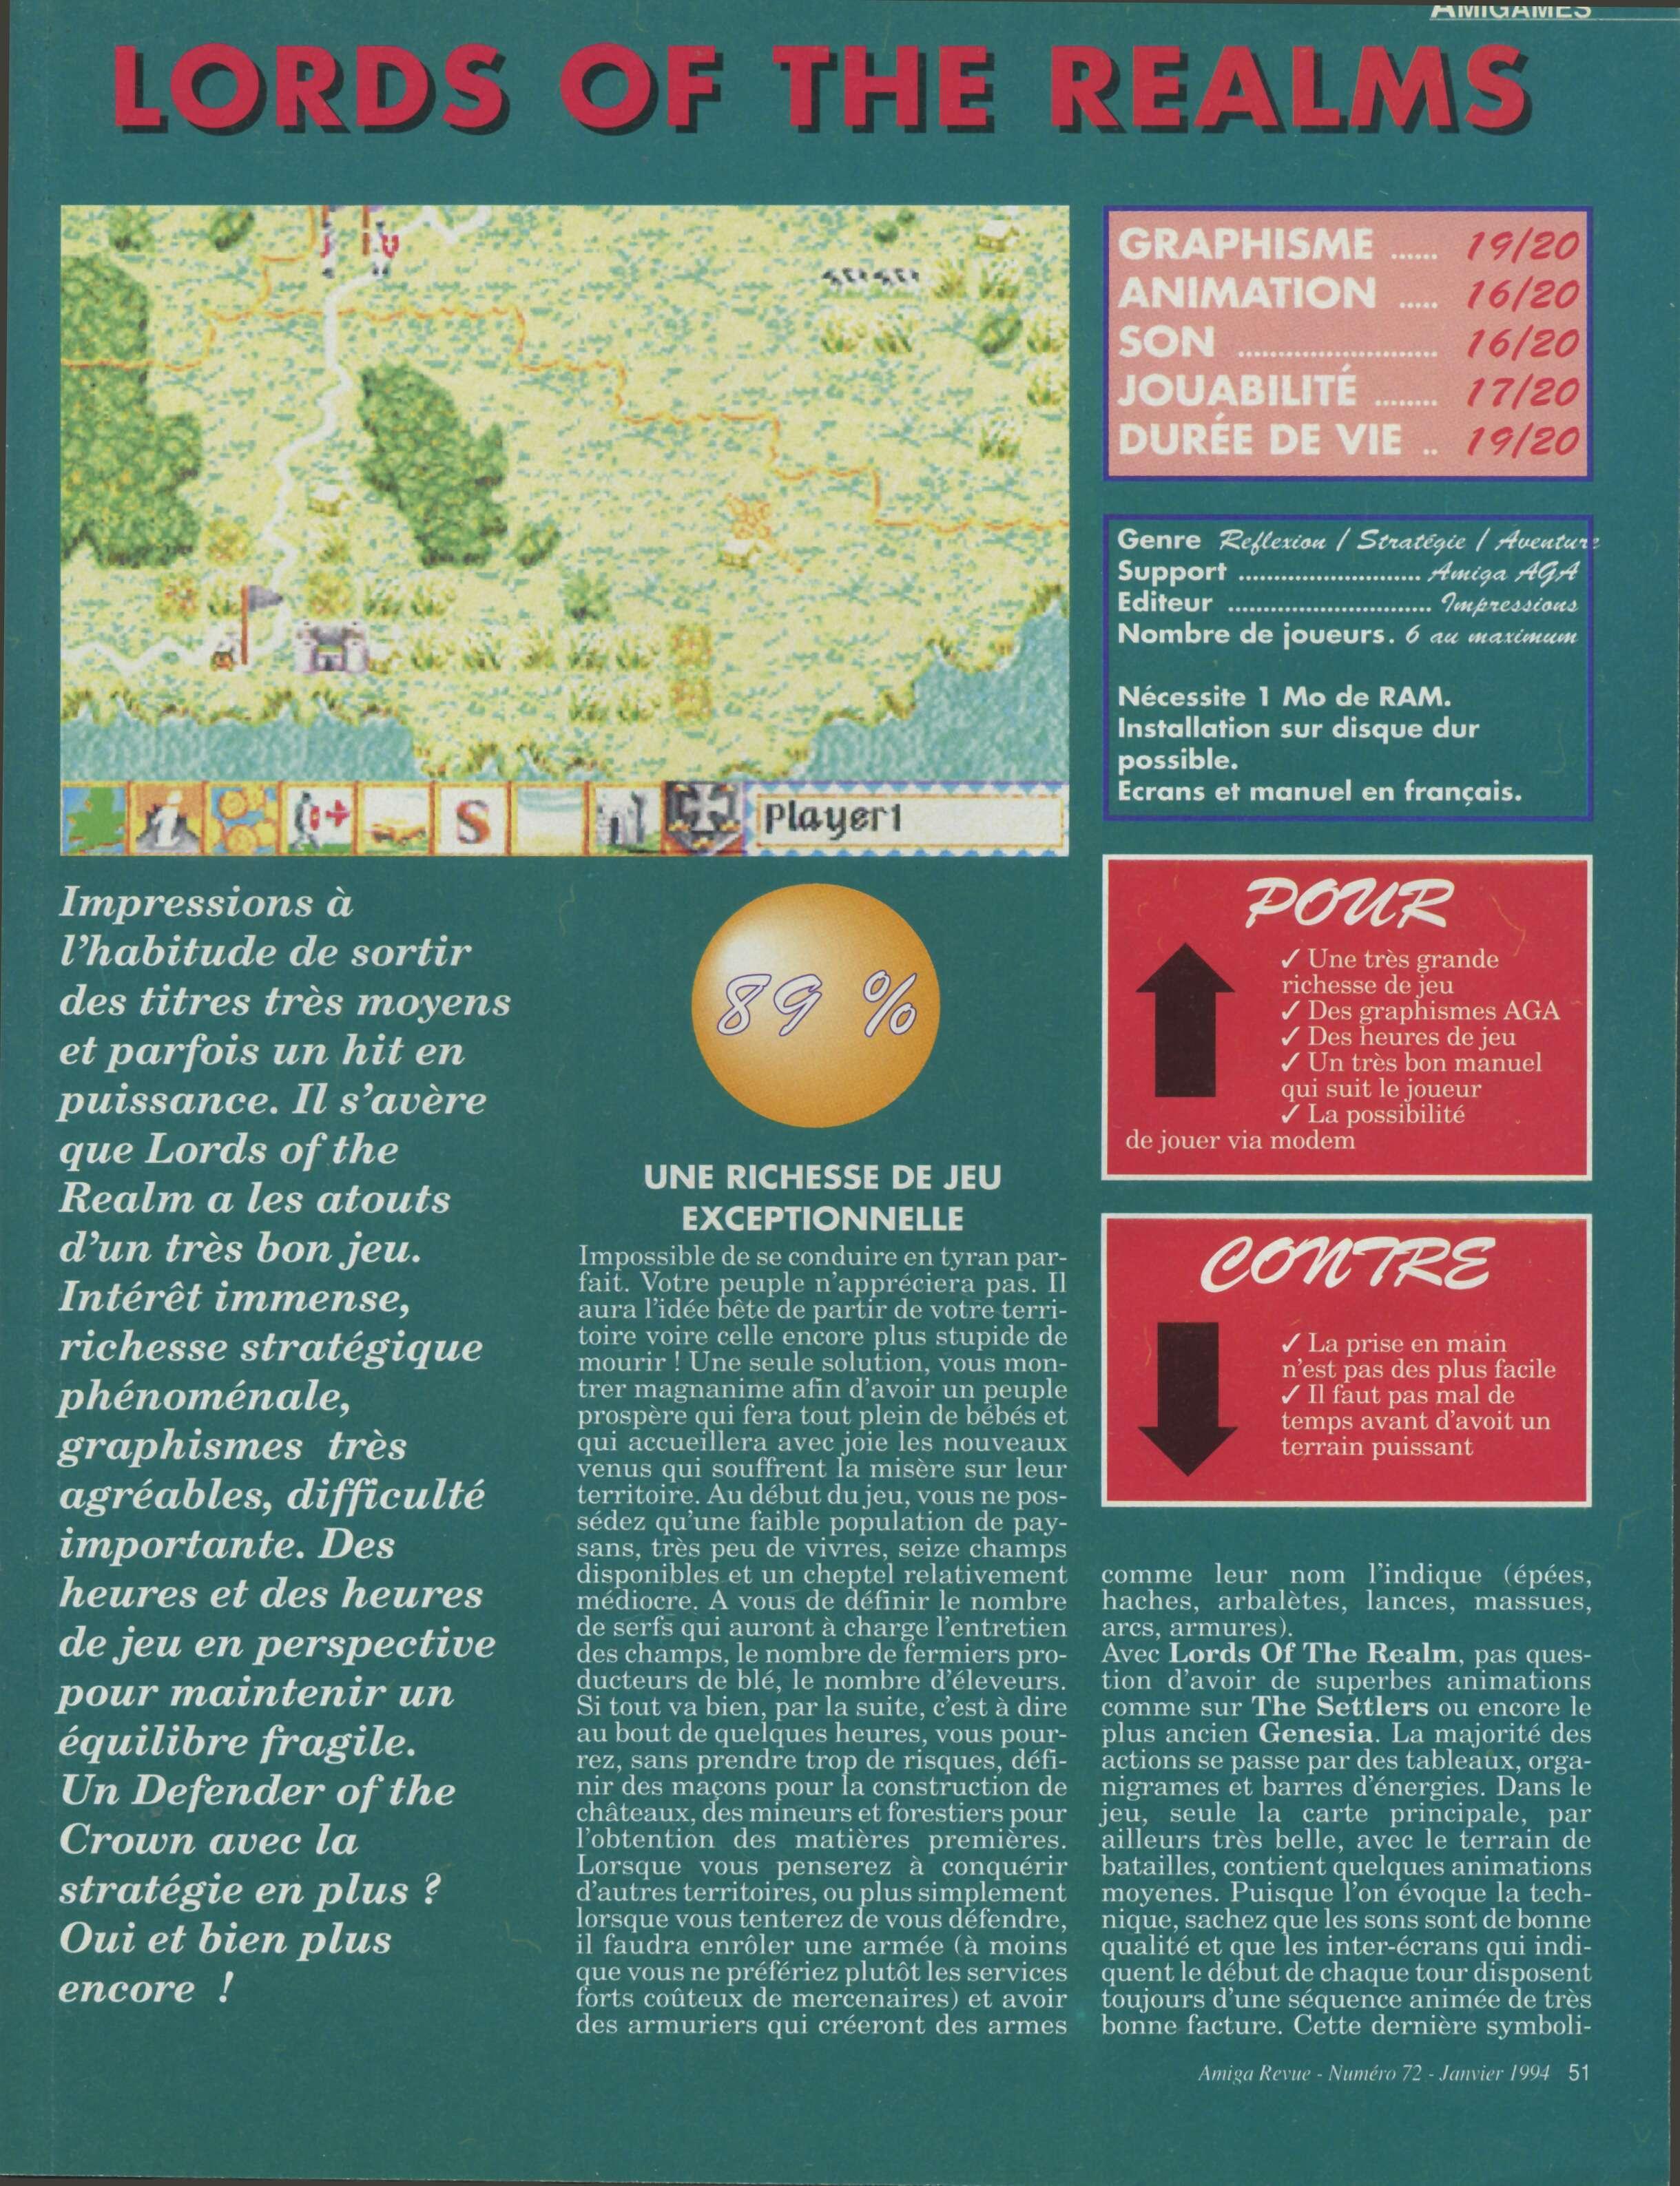 AMIGAMES
LORDS OF THE REALMS
Player1
GRAPHISME ...... 19/20
ANIMATION ..... 16/20
SON ......................... 16/20
JOUABILITÉ ........ 17/20
DURÉE DE VIE .. 19/20
Genre Reflexion / Stratégie / Aventure
Support .......................... Amiga AGA
Editeur ............................. Impressions
Nombre de joueurs. 6 au maximum
Nécessite 1 Mo de RAM.
Installation sur disque dur
possible.
Ecrans et manuel en français.
POUR
✓ Une très grande
richesse de jeu
✓ Des graphismes AGA
✓ Des heures de jeu
✓ Un très bon manuel
qui suit le joueur
✓ La possibilité
de jouer via modem
CONTRE
✓ La prise en main
n'est pas des plus facile
✓ Il faut pas mal de
temps avant d'avoit un
terrain puissant
Impressions à
l'habitude de sortir
des titres très moyens
et parfois un hit en
puissance. Il s'avère
que Lords of the
Realm a les atouts
d'un très bon jeu.
Intérêt immense,
richesse stratégique
phénoménale,
graphismes très
agréables, difficulté
importante. Des
heures et des heures
de jeu en perspective
pour maintenir un
équilibre fragile.
Un Defender of the
Crown avec la
stratégie en plus ?
Oui et bien plus
encore !
89 %
UNE RICHESSE DE JEU
EXCEPTIONNELLE
Impossible de se conduire en tyran par-
fait. Votre peuple n'appréciera pas. Il
aura l'idée bête de partir de votre terri-
toire voire celle encore plus stupide de
mourir ! Une seule solution, vous mon-
trer magnanime afin d'avoir un peuple
prospère qui fera tout plein de bébés et
qui accueillera avec joie les nouveaux
venus qui souffrent la misère sur leur
territoire. Au début du jeu, vous ne pos-
sédez qu'une faible population de pay-
sans, très peu de vivres, seize champs
disponibles et un cheptel relativement
médiocre. A vous de définir le nombre
de serfs qui auront à charge l'entretien
des champs, le nombre de fermiers pro-
ducteurs de blé, le nombre d'éleveurs.
Si tout va bien, par la suite, c'est à dire
au bout de quelques heures, vous pour-
rez, sans prendre trop de risques, défi-
nir des maçons pour la construction de
châteaux, des mineurs et forestiers pour
l'obtention des matières premières.
Lorsque vous penserez à conquérir
d'autres territoires, ou plus simplement
lorsque vous tenterez de vous défendre,
il faudra enrôler une armée (à moins
que vous ne préfériez plutôt les services
forts coûteux de mercenaires) et avoir
des armuriers qui créeront des armes
comme leur nom l'indique (épées,
haches, arbalètes, lances, massues,
arcs, armures).
Avec Lords Of The Realm, pas ques-
tion d'avoir de superbes animations
comme sur The Settlers ou encore le
plus ancien Genesia. La majorité des
actions se passe par des tableaux, orga-
nigrames et barres d'énergies. Dans le
jeu, seule la carte principale, par
ailleurs très belle, avec le terrain de
batailles, contient quelques animations
moyenes. Puisque l'on évoque la tech-
nique, sachez que les sons sont de bonne
qualité et que les inter-écrans qui indi-
quent le début de chaque tour disposent
toujours d'une séquence animée de très
bonne facture. Cette dernière symboli-
Amiga Revue - Numéro 72 - Janvier 1994 51